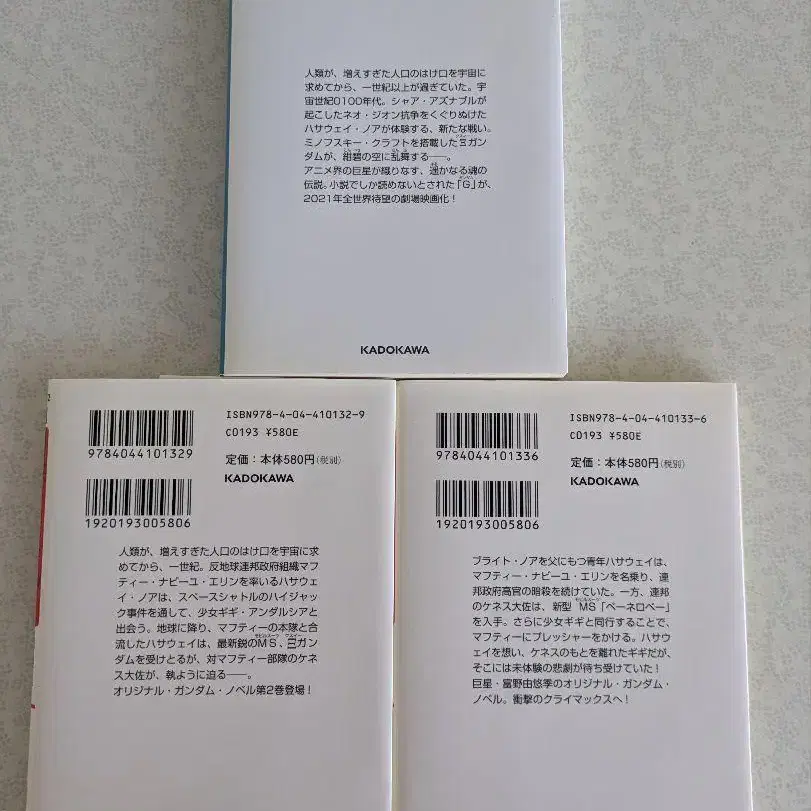 人類が、増えすぎた人口のはけ口を宇宙に
求めてから、一世紀以上が過ぎていた。宇
宙世紀0100年代。シャア・アズナブルが
起こしたネオ・ジオン抗争をくぐりぬけた
ハサウェイ・ノアが体験する、新たな戦い。
ミノフスキー・クラフトを搭載したΞガン
ダムが、紺碧の空に乱舞する――。
アニメ界の巨星が織りなす、遥かなる魂の
伝説。小説でしか読めないとされた「G」が、
2021年全世界待望の劇場映画化!
KADOKAWA
ISBN978-4-04-410132-9
C0193 ¥580E
9784044101329
定価:本体580円(税別)
KADOKAWA
1920193005806
人類が、増えすぎた人口のはけ口を宇宙に求
めてから、一世紀。反地球連邦政府組織マフ
ティー・ナビーユ・エリンを率いるハサウェ
イ・ノアは、スペースシャトルのハイジャッ
ク事件を通して、少女ギギ・アンダルシアと
出会う。地球に降り、マフティーの本隊と合
流したハサウェイは、最新鋭のMS、Ξガン
ダムを受けとるが、対マフティー部隊のケネ
ス大佐が、執ように迫る――。
オリジナル・ガンダム・ノベル第2巻登場!
ISBN978-4-04-410133-6
C0193 ¥580E
9784044101336
定価:本体580円(税別)
KADOKAWA
1920193005806
ブライト・ノアを父にもつ青年ハサウェイは、
マフティー・ナビーユ・エリンを名乗り、連
邦政府高官の暗殺を続けていた。一方、連邦
のケネス大佐は、新型MS「ペーネロペー」
を入手。さらに少女ギギと同行することで、
マフティーにプレッシャーをかける。ハサウ
ェイを想い、ケネスのもとを離れたギギだが、
そこには未体験の悲劇が待ち受けていた!
巨星・富野由悠季のオリジナル・ガンダム・
ノベル。衝撃のクライマックスへ!